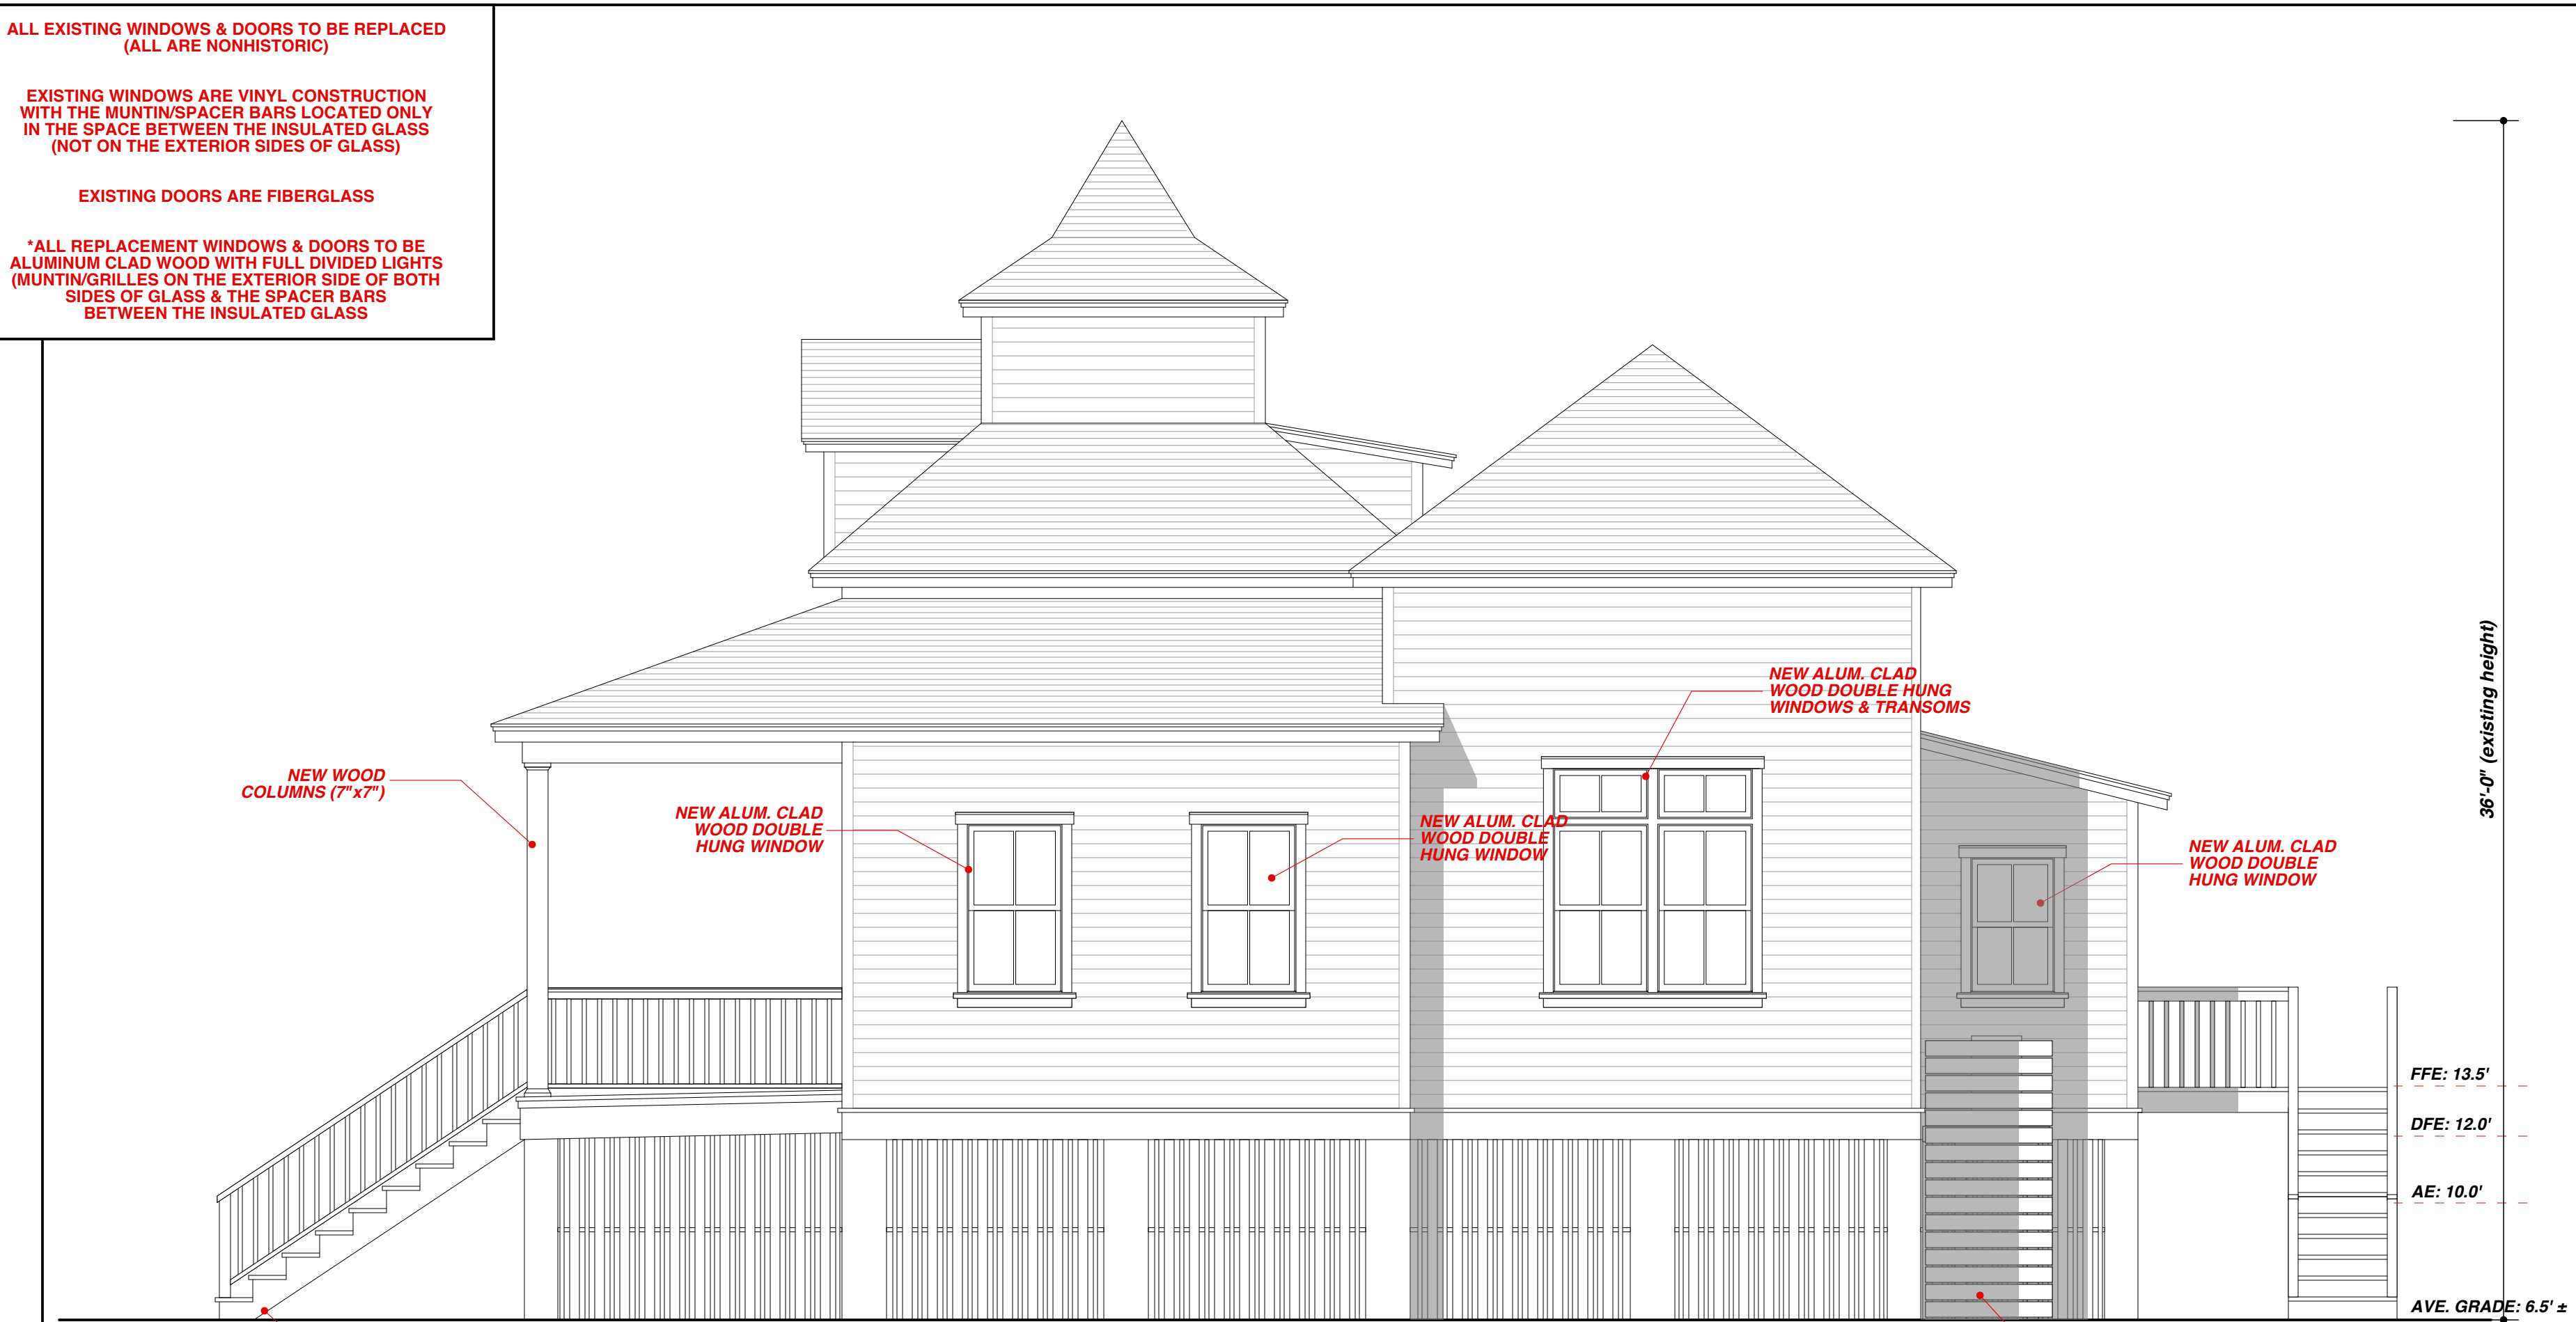 ALL EXISTING WINDOWS & DOORS TO BE REPLACED
(ALL ARE NONHISTORIC)
EXISTING WINDOWS ARE VINYL CONSTRUCTION
WITH THE MUNTIN/SPACER BARS LOCATED ONLY
IN THE SPACE BETWEEN THE INSULATED GLASS
(NOT ON THE EXTERIOR SIDES OF GLASS)
EXISTING DOORS ARE FIBERGLASS
*ALL REPLACEMENT WINDOWS & DOORS TO BE
ALUMINUM CLAD WOOD WITH FULL DIVIDED LIGHTS
(MUNTIN/GRILLES ON THE EXTERIOR SIDE OF BOTH
SIDES OF GLASS & THE SPACER BARS
BETWEEN THE INSULATED GLASS
NEW WOOD
COLUMNS (7"x7")
NEW ALUM. CLAD
WOOD DOUBLE
HUNG WINDOW
NEW ALUM. CLAD
WOOD DOUBLE
HUNG WINDOW
NEW ALUM. CLAD
WOOD DOUBLE HUNG
WINDOWS & TRANSOMS
NEW ALUM. CLAD
WOOD DOUBLE
HUNG WINDOW
36'-0" (existing height)
FFE: 13.5'
DFE: 12.0'
AE: 10.0'
AVE. GRADE: 6.5' ±